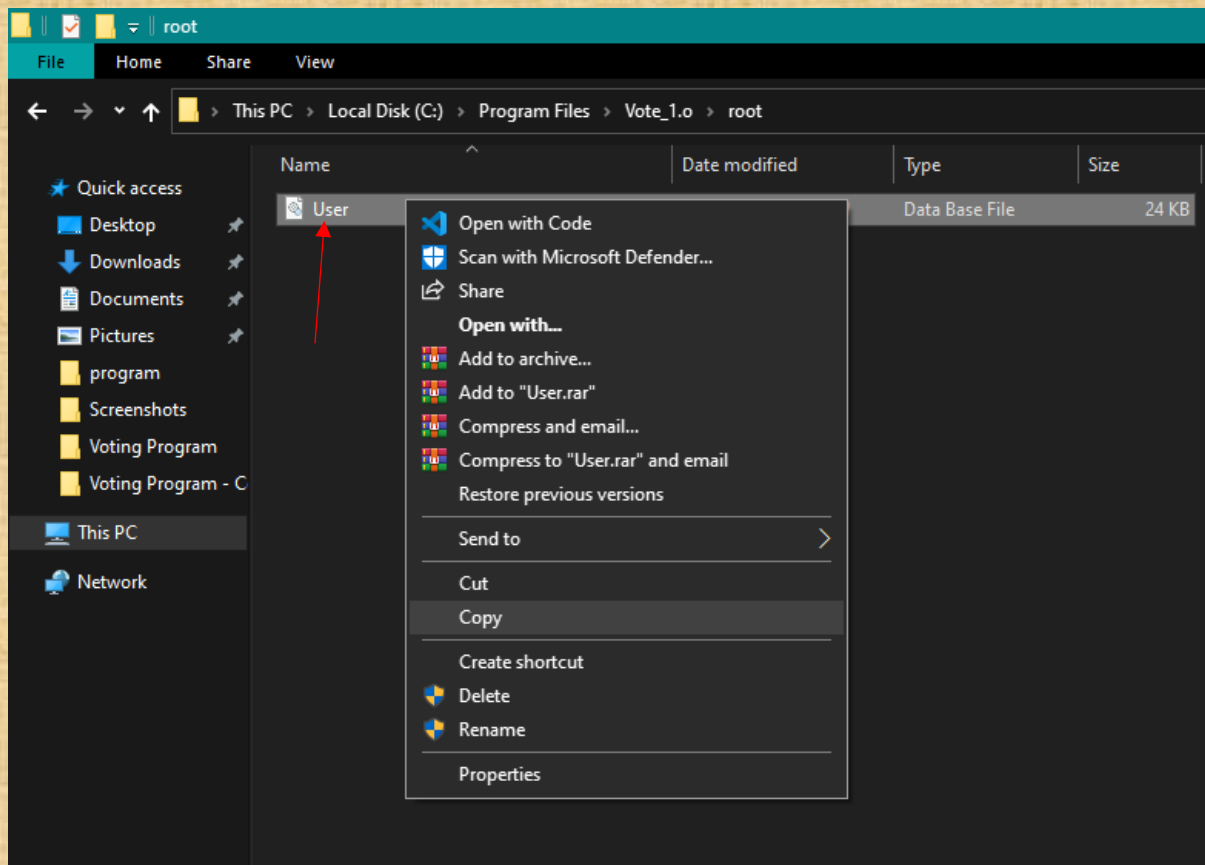 root
File Home Share View
This PC > Local Disk (C:) > Program Files > Vote_1.o > root
Name Date modified Type Size
Quick access
Desktop
Downloads
Documents
Pictures
program
Screenshots
Voting Program
Voting Program - C
This PC
Network
User Data Base File 24 KB
Open with Code
Scan with Microsoft Defender...
Share
Open with...
Add to archive...
Add to "User.rar"
Compress and email...
Compress to "User.rar" and email
Restore previous versions
Send to
Cut
Copy
Create shortcut
Delete
Rename
Properties